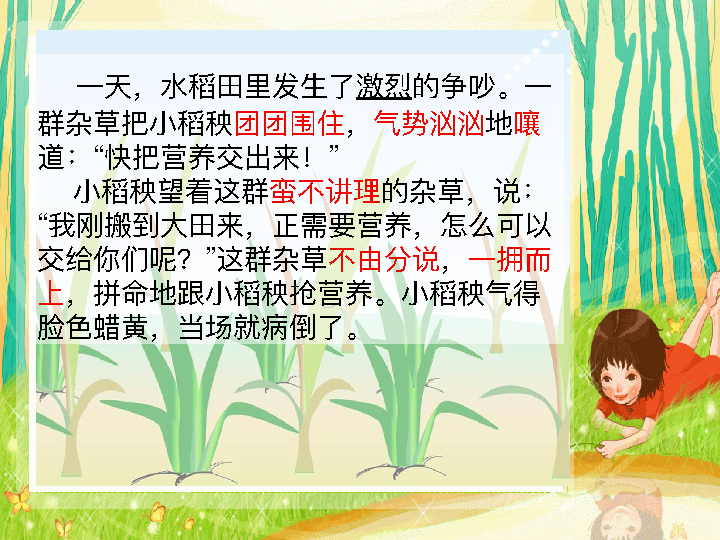 一天，水稻田里发生了激烈的争吵。一
群杂草把小稻秧团团围住，气势汹汹地嚷
道：“快把营养交出来！”
小稻秧望着这群蛮不讲理的杂草，说：
“我刚搬到大田来，正需要营养，怎么可以
交给你们呢？”这群杂草不由分说，一拥而
上，拼命地跟小稻秧抢营养。小稻秧气得
脸色蜡黄，当场就病倒了。